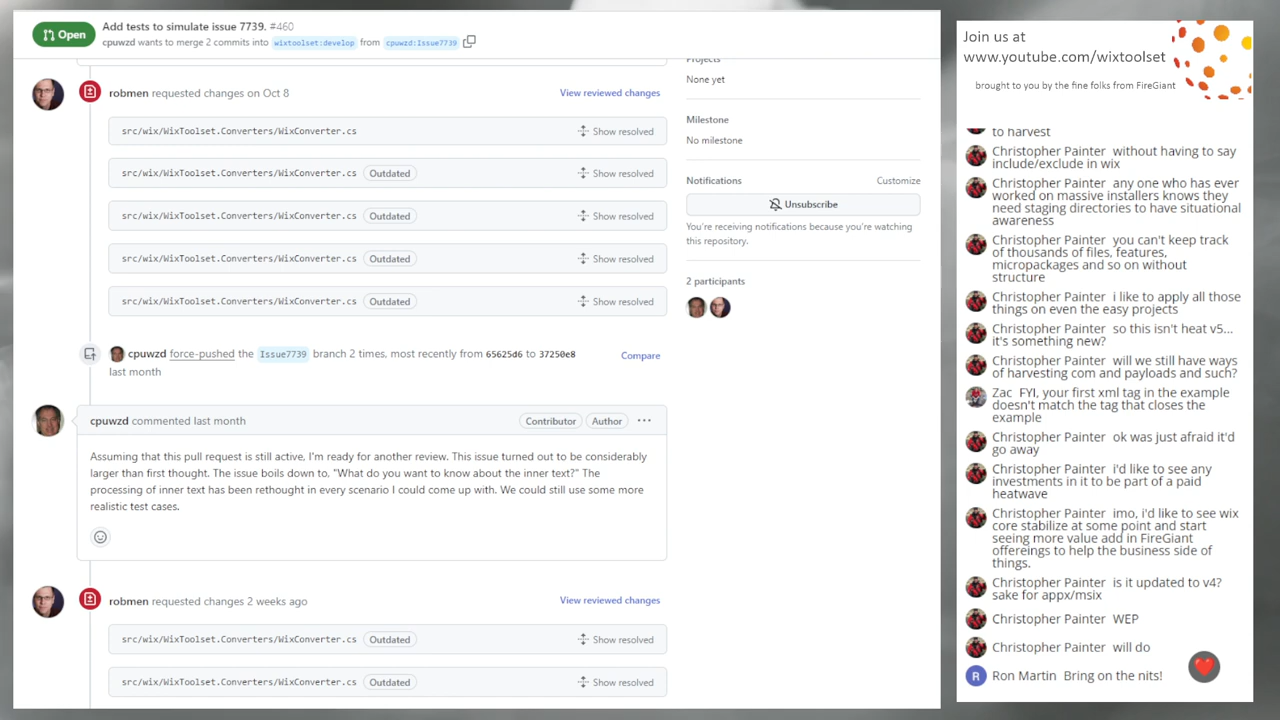 Open
Add tests to simulate issue 7739. #460
cpuwzd wants to merge 2 commits into wixtoolset:develop from cpuwzd:Issue7739
robmen requested changes on Oct 8
View reviewed changes
src/wix/WixToolset.Converters/WixConverter.cs
Show resolved
src/wix/WixToolset.Converters/WixConverter.cs Outdated
Show resolved
src/wix/WixToolset.Converters/WixConverter.cs Outdated
Show resolved
src/wix/WixToolset.Converters/WixConverter.cs Outdated
Show resolved
src/wix/WixToolset.Converters/WixConverter.cs Outdated
Show resolved
cpuwzd force-pushed the Issue7739 branch 2 times, most recently from 65625d6 to 37250e8
last month
Compare
cpuwzd commented last month
Contributor
Author
Assuming that this pull request is still active, I'm ready for another review. This issue turned out to be considerably
larger than first thought. The issue boils down to, "What do you want to know about the inner text?" The
processing of inner text has been rethought in every scenario I could come up with. We could still use some more
realistic test cases.
robmen requested changes 2 weeks ago
View reviewed changes
src/wix/WixToolset.Converters/WixConverter.cs Outdated
Show resolved
src/wix/WixToolset.Converters/WixConverter.cs Outdated
Show resolved
Projects
None yet
Milestone
No milestone
Notifications
Customize
Unsubscribe
You're receiving notifications because you're watching
this repository.
2 participants
Join us at
www.youtube.com/wixtoolset
brought to you by the fine folks from FireGiant
to harvest
Christopher Painter without having to say
include/exclude in wix
Christopher Painter any one who has ever
worked on massive installers knows they
need staging directories to have situational
awareness
Christopher Painter you can't keep track
of thousands of files, features,
micropackages and so on without
structure
Christopher Painter i like to apply all those
things on even the easy projects
Christopher Painter so this isn't heat v5...
it's something new?
Christopher Painter will we still have ways
of harvesting com and payloads and such?
Zac FYI, your first xml tag in the example
doesn't match the tag that closes the
example
Christopher Painter ok was just afraid it'd
go away
Christopher Painter i'd like to see any
investments in it to be part of a paid
heatwave
Christopher Painter imo, i'd like to see wix
core stabilize at some point and start
seeing more value add in FireGiant
offereings to help the business side of
things.
Christopher Painter is it updated to v4?
sake for appx/msix
Christopher Painter WEP
Christopher Painter will do
R Ron Martin Bring on the nits!